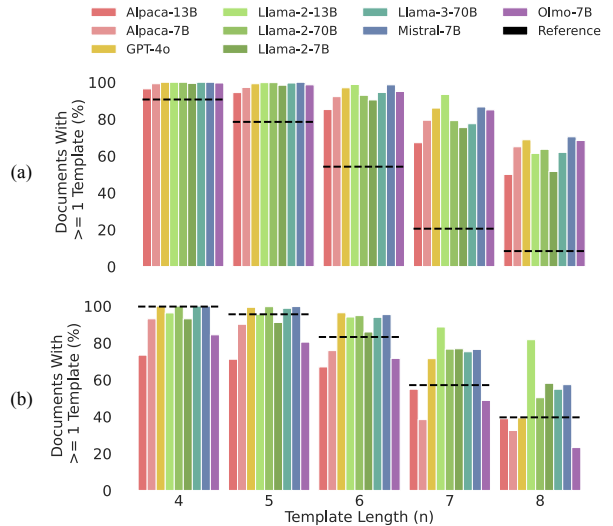 Alpaca-13B Llama-2-13B Llama-3-70B Olmo-7B
Alpaca-7B Llama-2-70B Mistral-7B Reference
GPT-4o Llama-2-7B
(a)
Documents With
>= 1 Template (%)
100
80
60
40
20
0
(b)
Documents With
>= 1 Template (%)
100
80
60
40
20
0
4 5 6 7 8
Template Length (n)